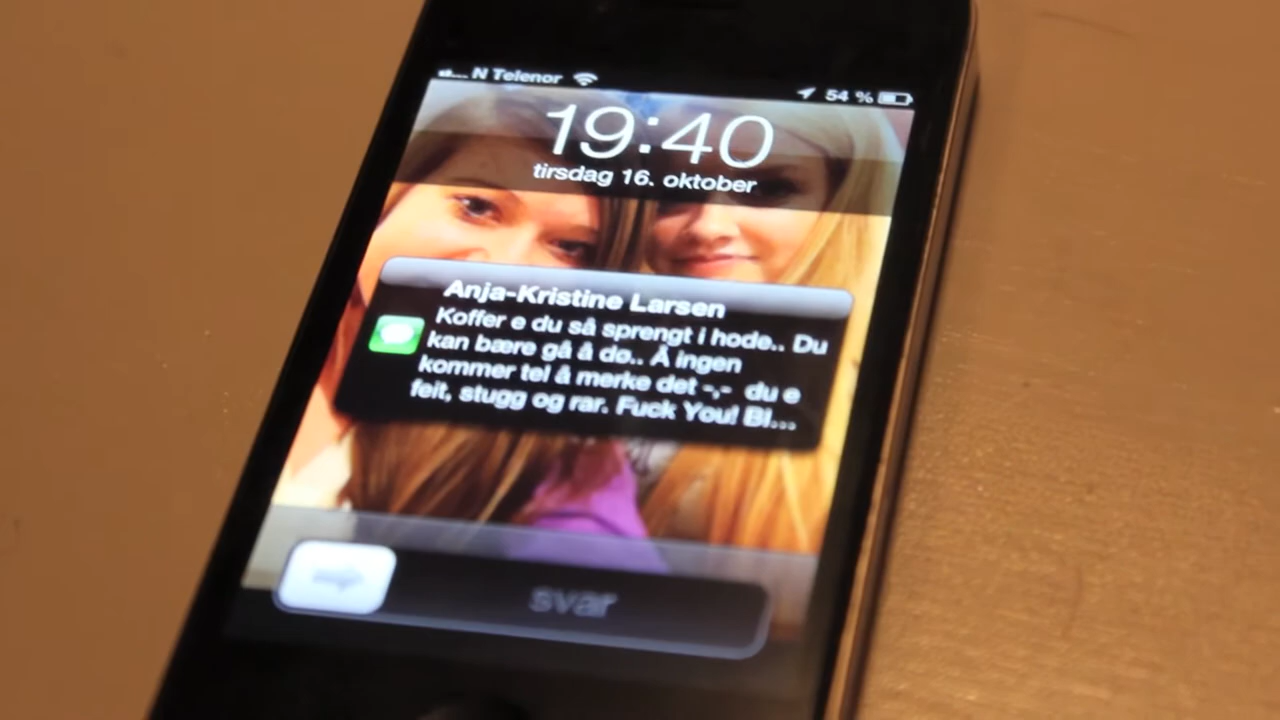 N Telenor
54 %
19:40
tirsdag 16. oktober
Anja-Kristine Larsen
Koffer e du så sprengt i hode.. Du
kan bære gå å dø.. Å ingen
kommer tel å merke det -,- du e
feit, stugg og rar. Fuck You! Bl...
svar